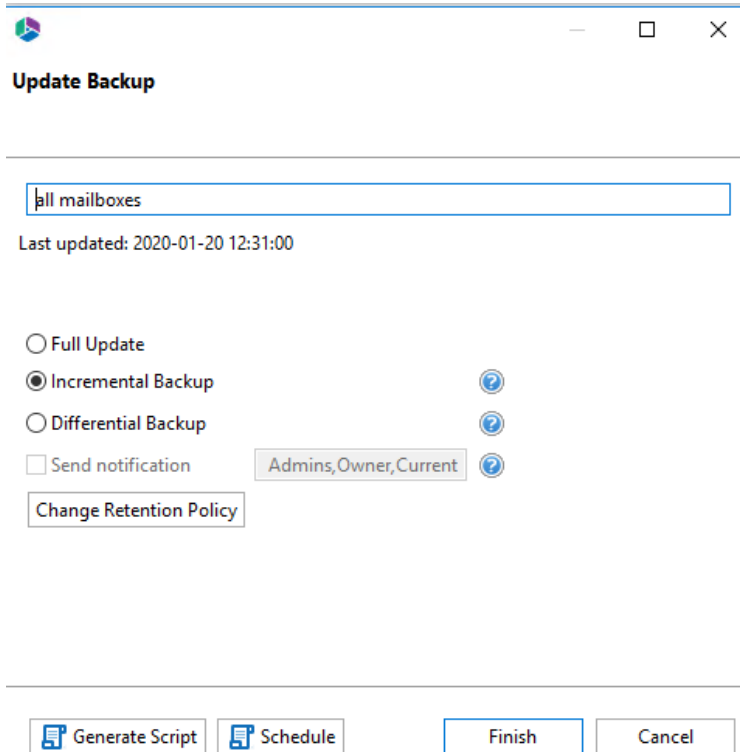 Update Backup
all mailboxes
Last updated: 2020-01-20 12:31:00
Full Update
Incremental Backup
?
Differential Backup
?
Send notification Admins,Owner,Current ?
Change Retention Policy
Generate Script Schedule Finish Cancel